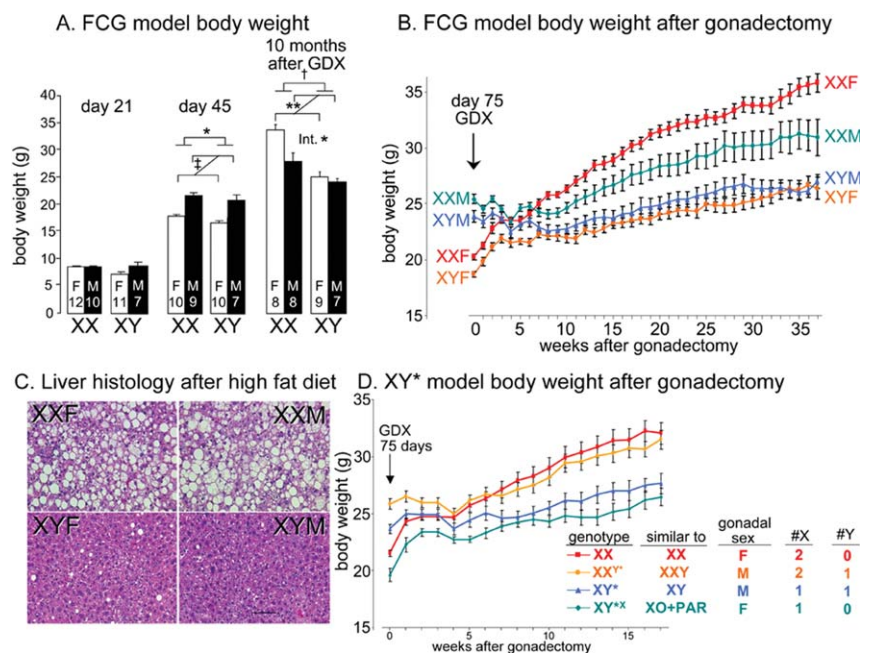 A. FCG model body weight
10 months
after GDX
†
day 21
day 45
*
**
‡
Int. *
body weight (g)
40
35
30
25
20
15
10
5
0
F M F M F M F M F M F M
12 10 11 7 10 9 10 7 8 8 9 7
XX XY XX XY XX XY
B. FCG model body weight after gonadectomy
day 75
GDX
body weight (g)
35
30
25
20
15
XXM
XYM
XXF
XYF
XXF
XXM
XYM
XYF
0 5 10 15 20 25 30 35
weeks after gonadectomy
C. Liver histology after high fat diet
XXF XXM
XYF XYM
D. XY* model body weight after gonadectomy
GDX
75 days
body weight (g)
35
30
25
20
15
genotype similar to gonadal sex #X #Y
XX XX F 2 0
XXY* XXY M 2 1
XY* XY M 1 1
XY*X XO+PAR F 1 0
0 5 10 15
weeks after gonadectomy